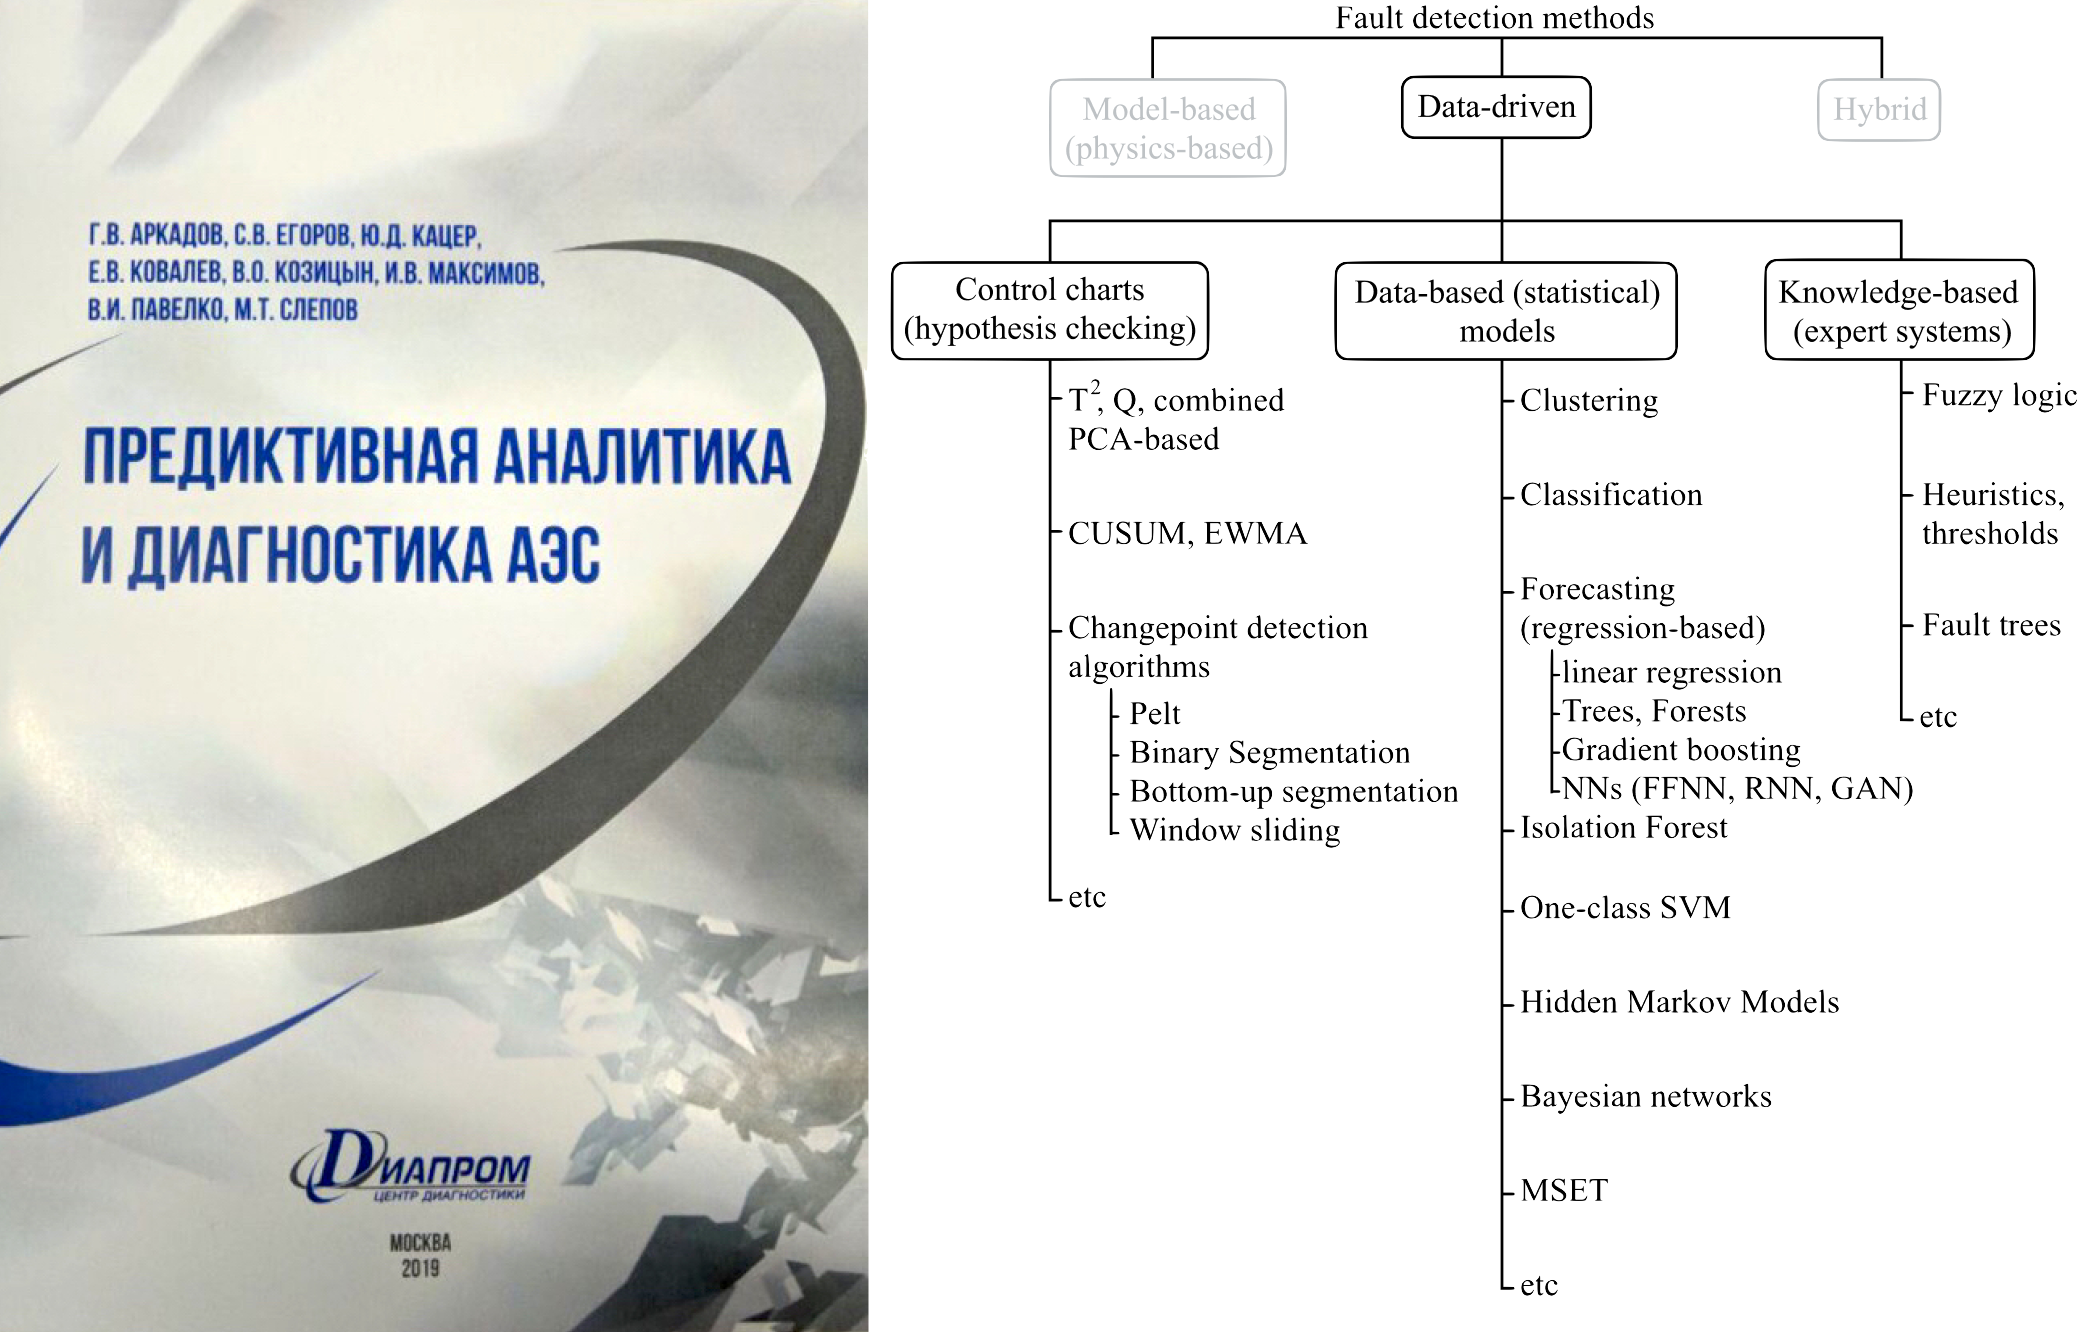 Г.В. АРКАДОВ, С.В. ЕГОРОВ, Ю.Д. КАЦЕР,
Е.В. КОВАЛЕВ, В.О. КОЗИЦЫН, И.В. МАКСИМОВ,
В.И. ПАВЕЛКО, М.Т. СЛЕПОВ
ПРЕДИКТИВНАЯ АНАЛИТИКА
И ДИАГНОСТИКА АЭС
ДИАПРОМ
ЦЕНТР ДИАГНОСТИКИ
МОСКВА
2019
Fault detection methods
Model-based
(physics-based)
Data-driven
Hybrid
Control charts
(hypothesis checking)
T², Q, combined
PCA-based
CUSUM, EWMA
Changepoint detection
algorithms
Pelt
Binary Segmentation
Bottom-up segmentation
Window sliding
etc
Data-based (statistical)
models
Clustering
Classification
Forecasting
(regression-based)
linear regression
Trees, Forests
Gradient boosting
NNs (FFNN, RNN, GAN)
Isolation Forest
One-class SVM
Hidden Markov Models
Bayesian networks
MSET
etc
Knowledge-based
(expert systems)
Fuzzy logic
Heuristics,
thresholds
Fault trees
etc